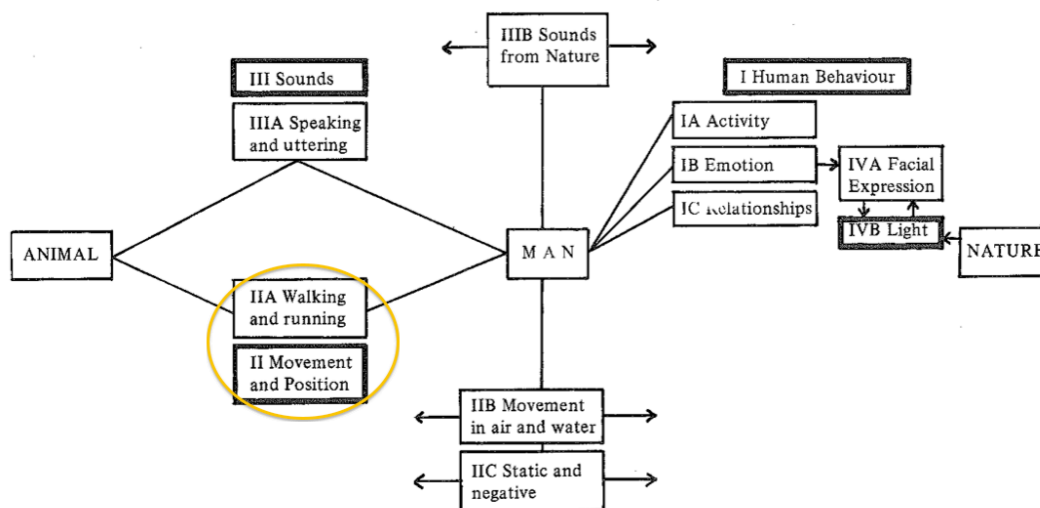 IIIB Sounds
from Nature
III Sounds
I Human Behaviour
IIIA Speaking
and uttering
IA Activity
IB Emotion
IVA Facial
Expression
IC Relationships
IVB Light
ANIMAL
M A N
NATURE
IIA Walking
and running
II Movement
and Position
IIB Movement
in air and water
IIC Static and
negative